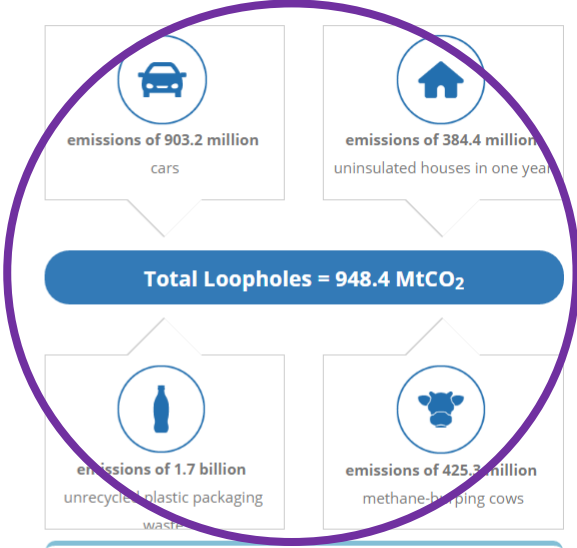 emissions of 903.2 million
cars
emissions of 384.4 million
uninsulated houses in one year
Total Loopholes = 948.4 MtCO₂
emissions of 1.7 billion
unrecycled plastic packaging
waste
emissions of 425.3 million
methane-burping cows